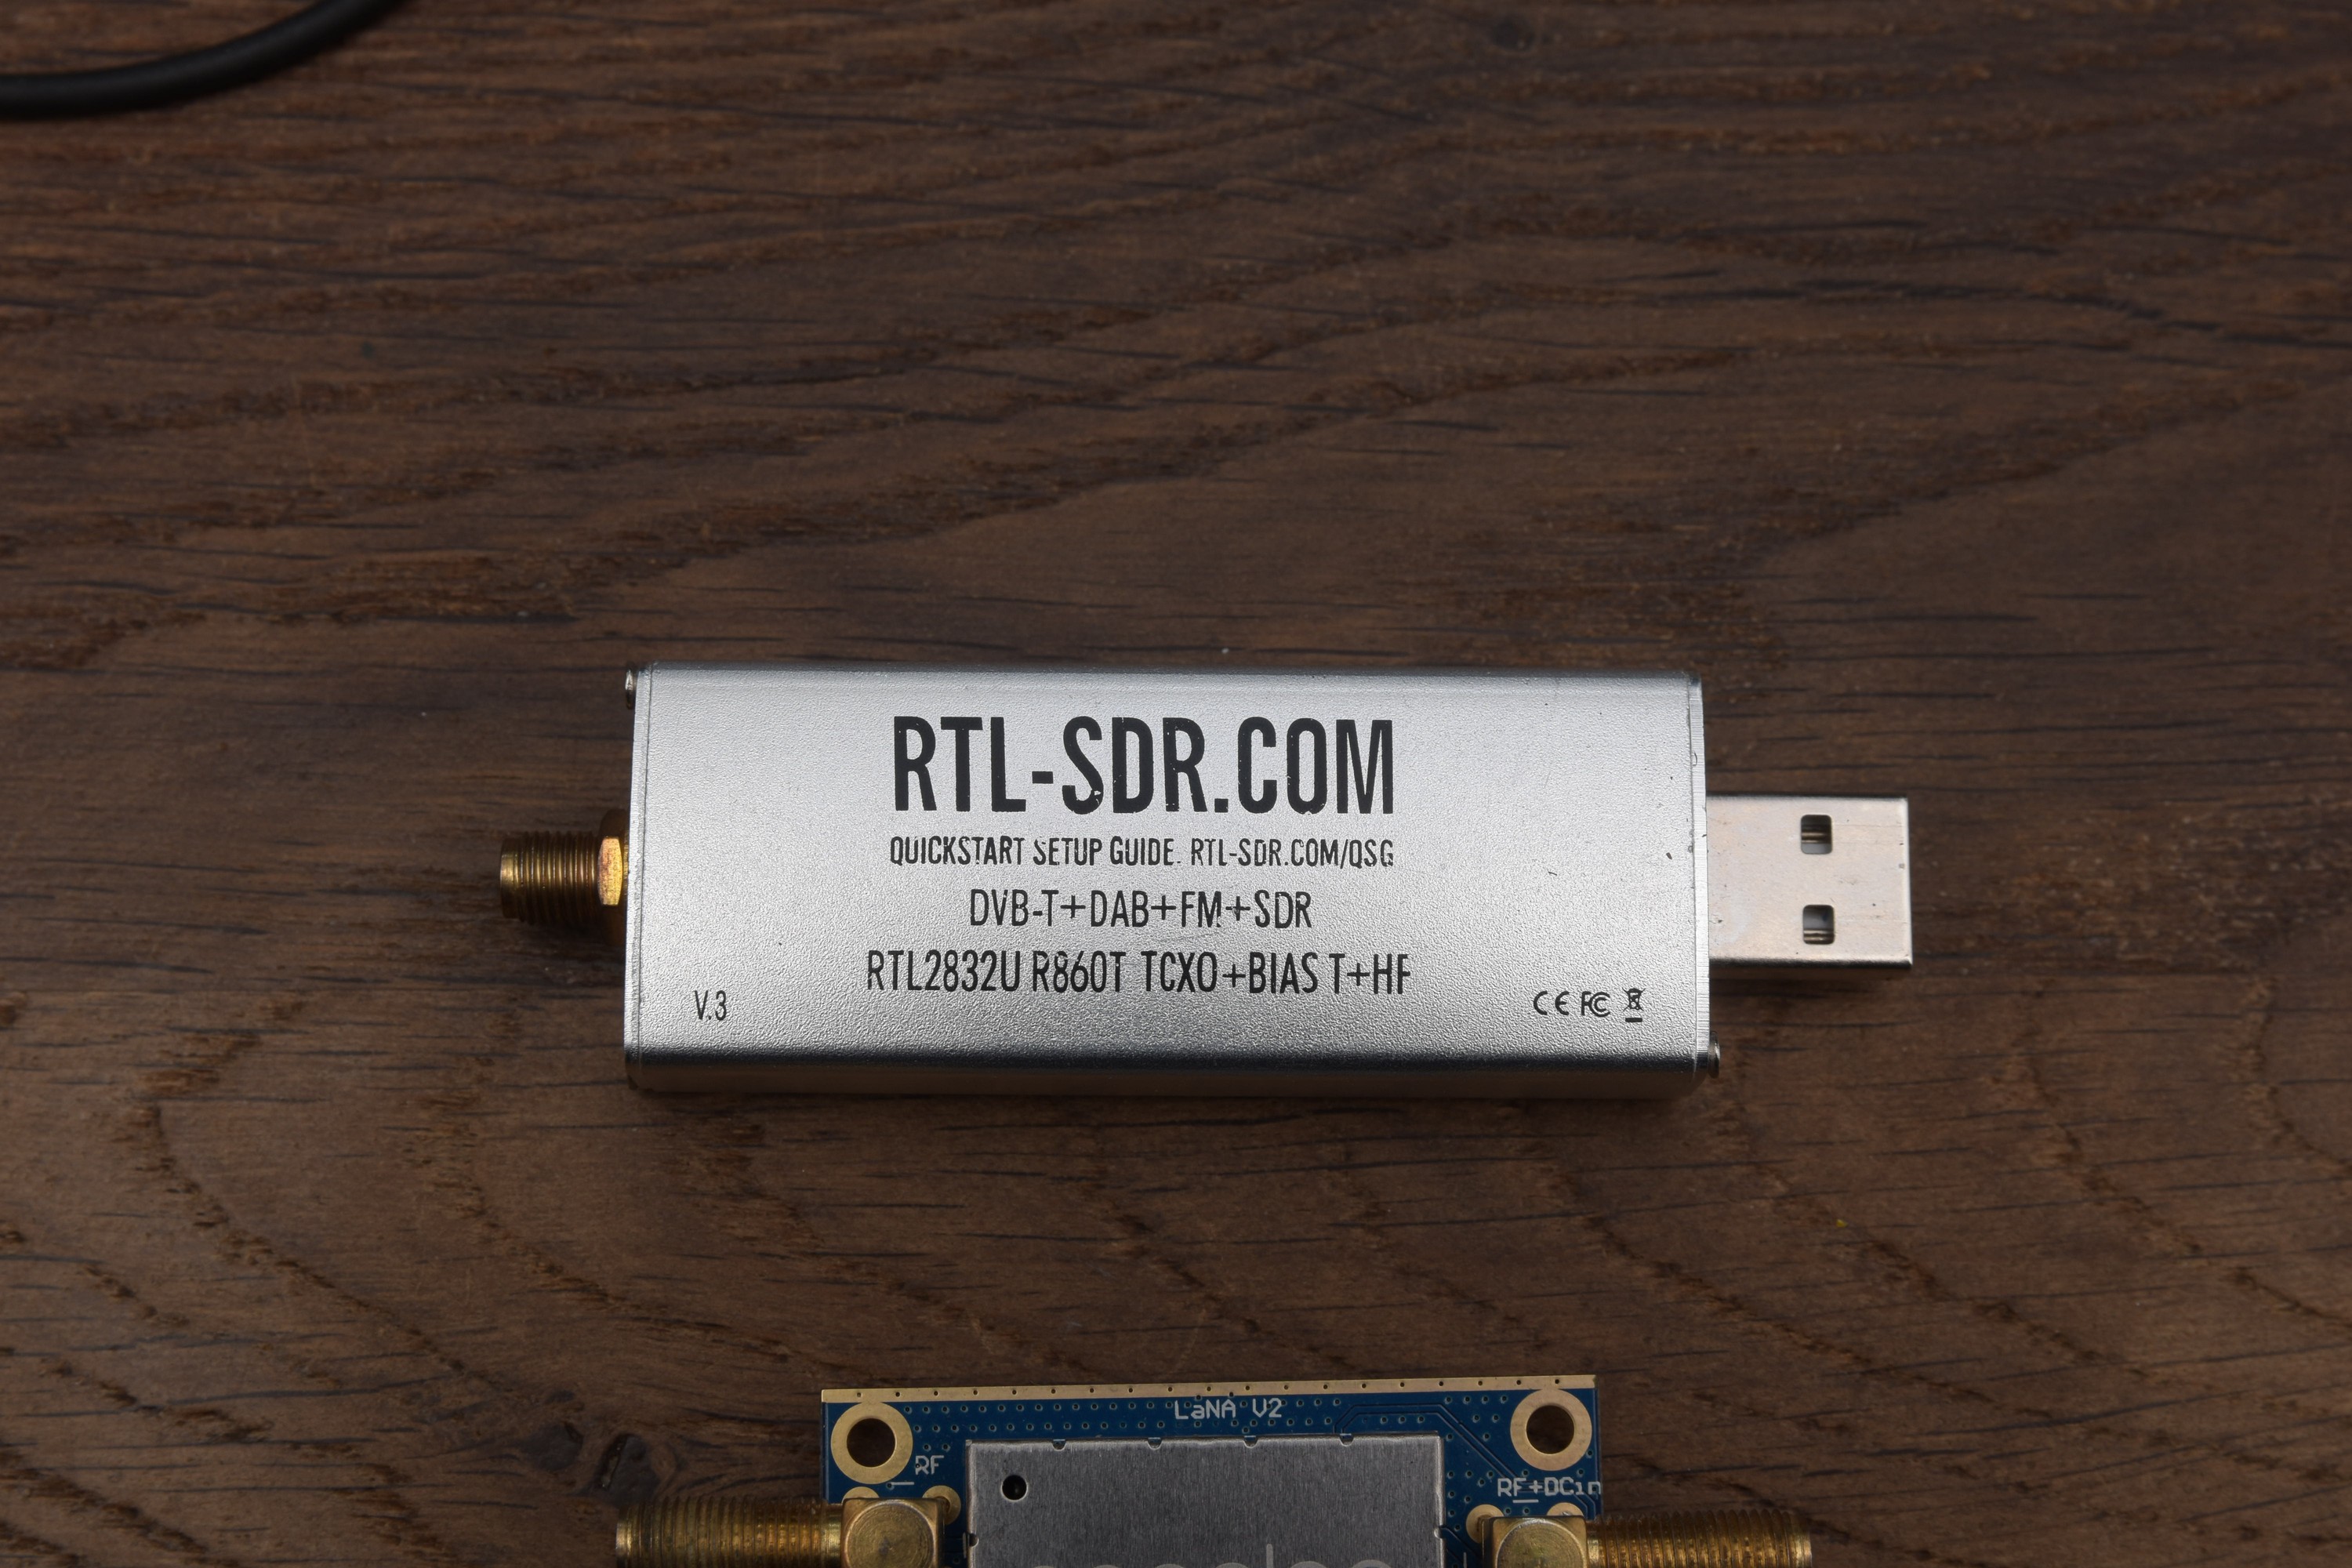 RTL-SDR.COM
QUICKSTART SETUP GUIDE. RTL-SDR.COM/QSG
DVB-T+DAB+FM+SDR
RTL2832U R860T TCXO+BIAS T+HF
V.3
CE FC
LaNA V2
RF
RF+DCin